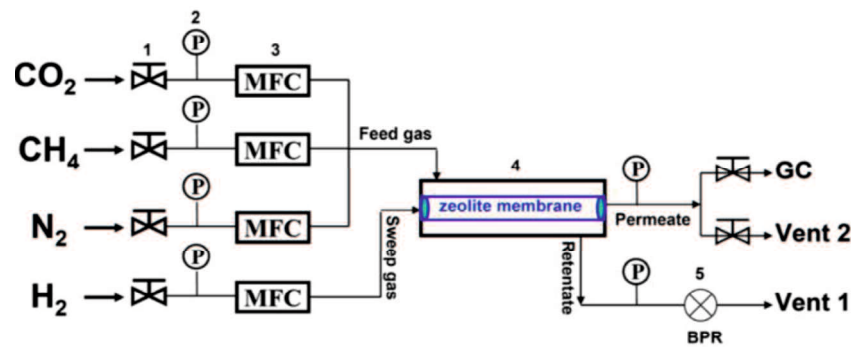 1 2 3
CO₂ P MFC
CH₄ P MFC
Feed gas
N₂ P MFC
H₂ P MFC
Sweep gas
4
zeolite membrane
P
Permeate
GC
Vent 2
Retentate
P
5
BPR
Vent 1